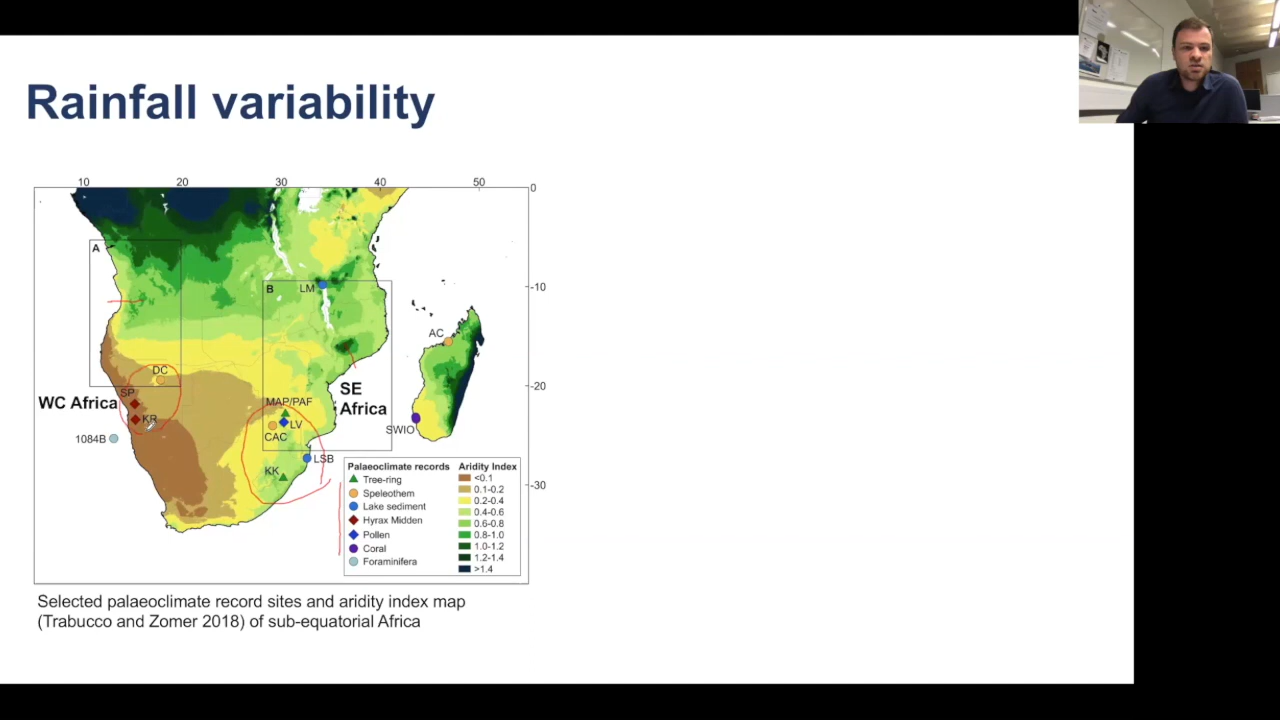 Rainfall variability
10 20 30 40 50
0
A
-10
B
LM
AC
DC
-20
SP
SE
Africa
WC Africa
MAP/PAF
KR
LV
SWIO
CAC
1084B
LSB
KK
-30
Palaeoclimate records
Tree-ring
Speleothem
Lake sediment
Hyrax Midden
Pollen
Coral
Foraminifera
Aridity Index
<0.1
0.1-0.2
0.2-0.4
0.4-0.6
0.6-0.8
0.8-1.0
1.0-1.2
1.2-1.4
>1.4
Selected palaeoclimate record sites and aridity index map
(Trabucco and Zomer 2018) of sub-equatorial Africa